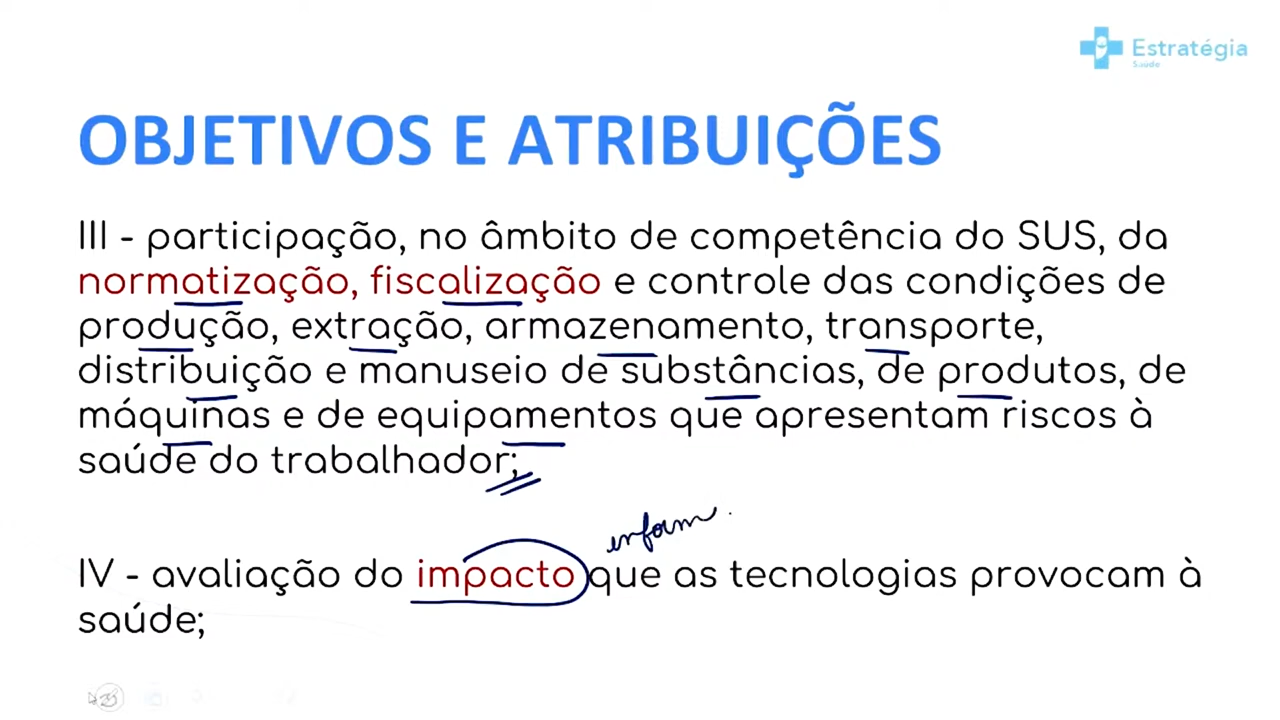 Estratégia
Saúde
OBJETIVOS E ATRIBUIÇÕES
III - participação, no âmbito de competência do SUS, da
normatização, fiscalização e controle das condições de
produção, extração, armazenamento, transporte,
distribuição e manuseio de substâncias, de produtos, de
máquinas e de equipamentos que apresentam riscos à
saúde do trabalhador;
inform
IV - avaliação do impacto que as tecnologias provocam à
saúde;